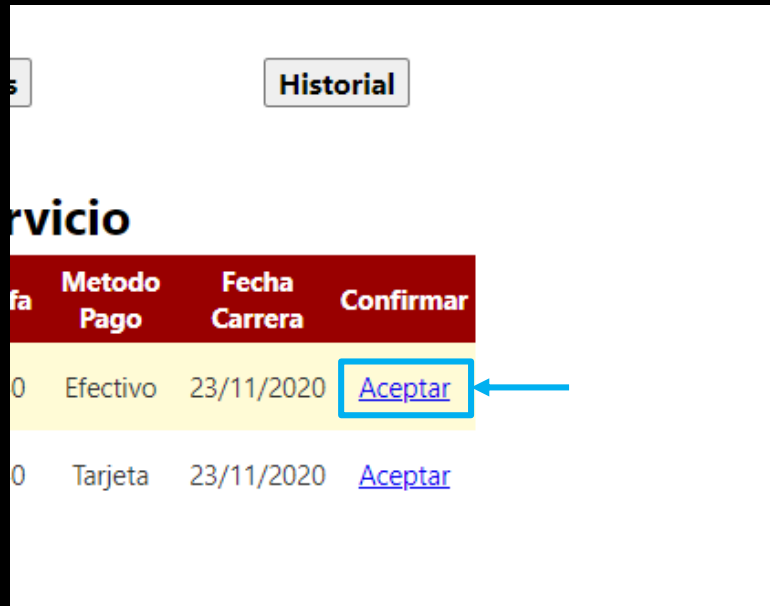 s Historial
rvicio
fa Metodo Pago Fecha Carrera Confirmar
0 Efectivo 23/11/2020 Aceptar
0 Tarjeta 23/11/2020 Aceptar